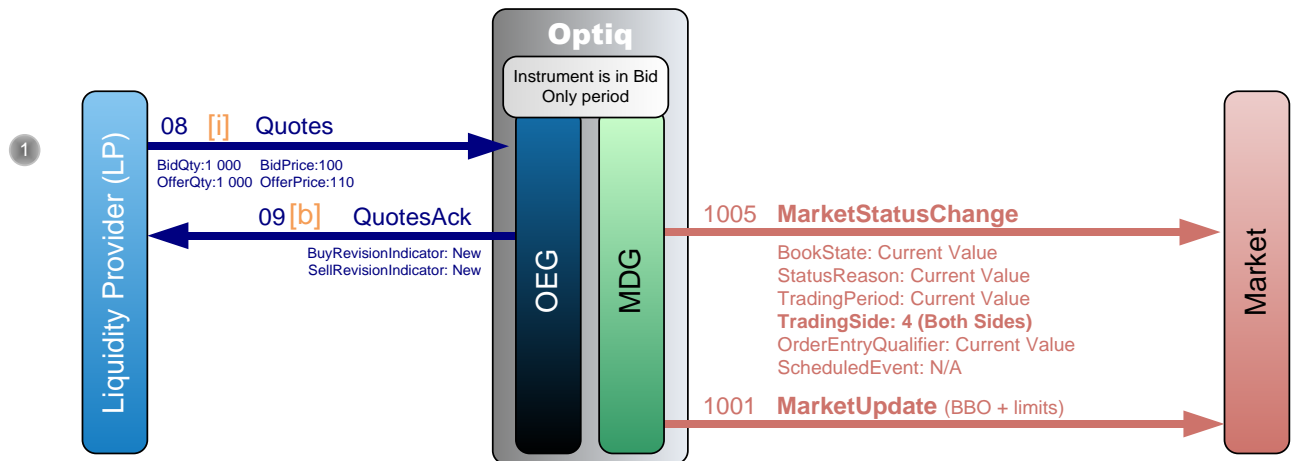 Optiq
Instrument is in Bid
Only period
1
Liquidity Provider (LP)
08 [i] Quotes
BidQty:1 000 BidPrice:100
OfferQty:1 000 OfferPrice:110
09 [b] QuotesAck
BuyRevisionIndicator: New
SellRevisionIndicator: New
OEG
MDG
1005 MarketStatusChange
BookState: Current Value
StatusReason: Current Value
TradingPeriod: Current Value
TradingSide: 4 (Both Sides)
OrderEntryQualifier: Current Value
ScheduledEvent: N/A
1001 MarketUpdate (BBO + limits)
Market